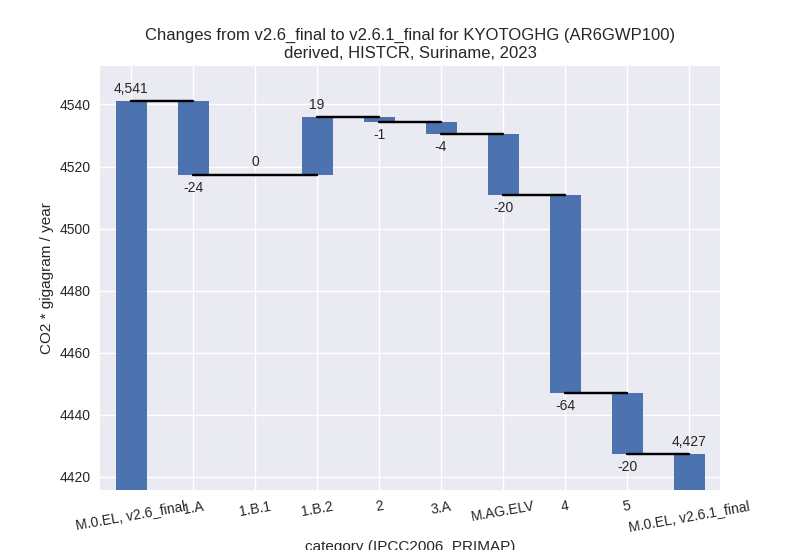 Changes from v2.6_final to v2.6.1_final for KYOTOGHG (AR6GWP100)
derived, HISTCR, Suriname, 2023
4,541
-24
0
19
-1
-4
-20
-64
-20
4,427
4540
4520
4500
4480
4460
4440
4420
CO2 * gigagram / year
M.0.EL, v2.6_final
1.A
1.B.1
1.B.2
2
3.A
M.AG.ELV
4
5
M.0.EL, v2.6.1_final
category (IPCC2006_PRIMAP)